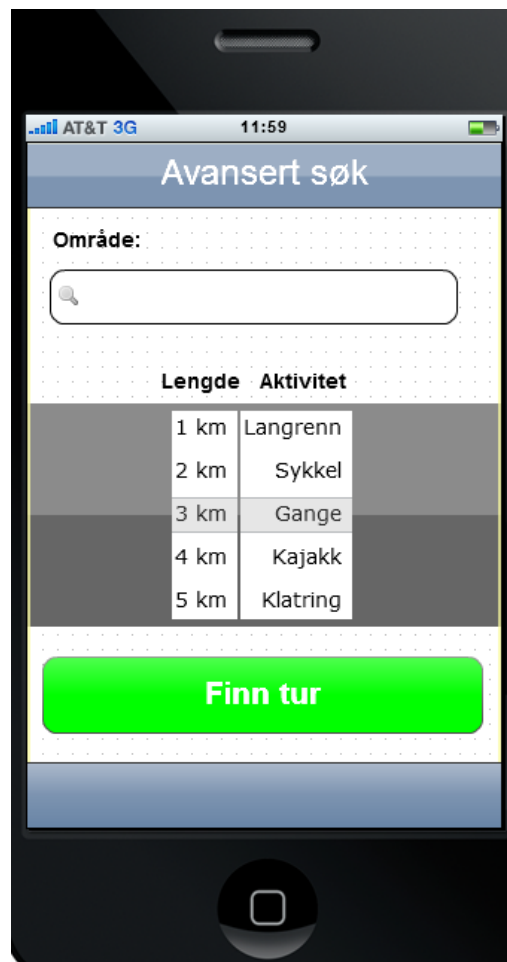 AT&T 3G 11:59
Avansert søk
Område:
Lengde Aktivitet
1 km Langrenn
2 km Sykkel
3 km Gange
4 km Kajakk
5 km Klatring
Finn tur